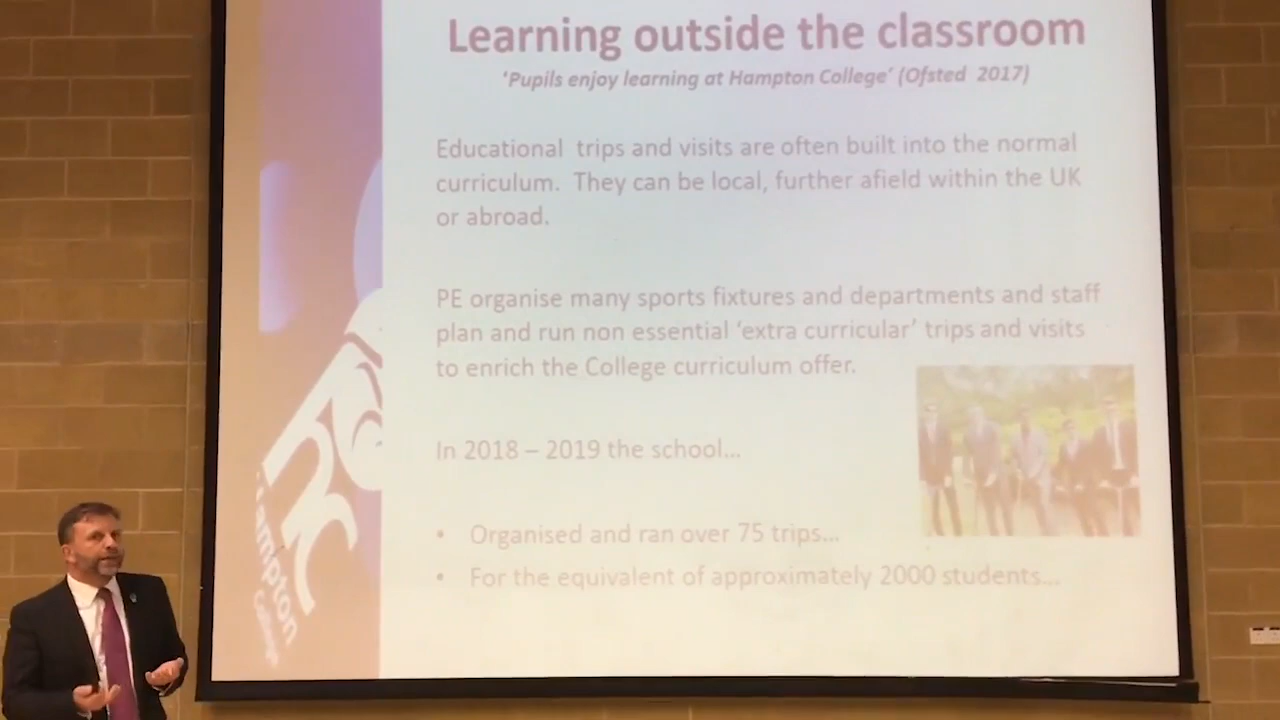 Learning outside the classroom
‘Pupils enjoy learning at Hampton College’ (Ofsted 2017)
Educational trips and visits are often built into the normal
curriculum. They can be local, further afield within the UK
or abroad.
PE organise many sports fixtures and departments and staff
plan and run non essential ‘extra curricular’ trips and visits
to enrich the College curriculum offer.
In 2018 – 2019 the school...
• Organised and ran over 75 trips...
• For the equivalent of approximately 2000 students...
Hampton
College